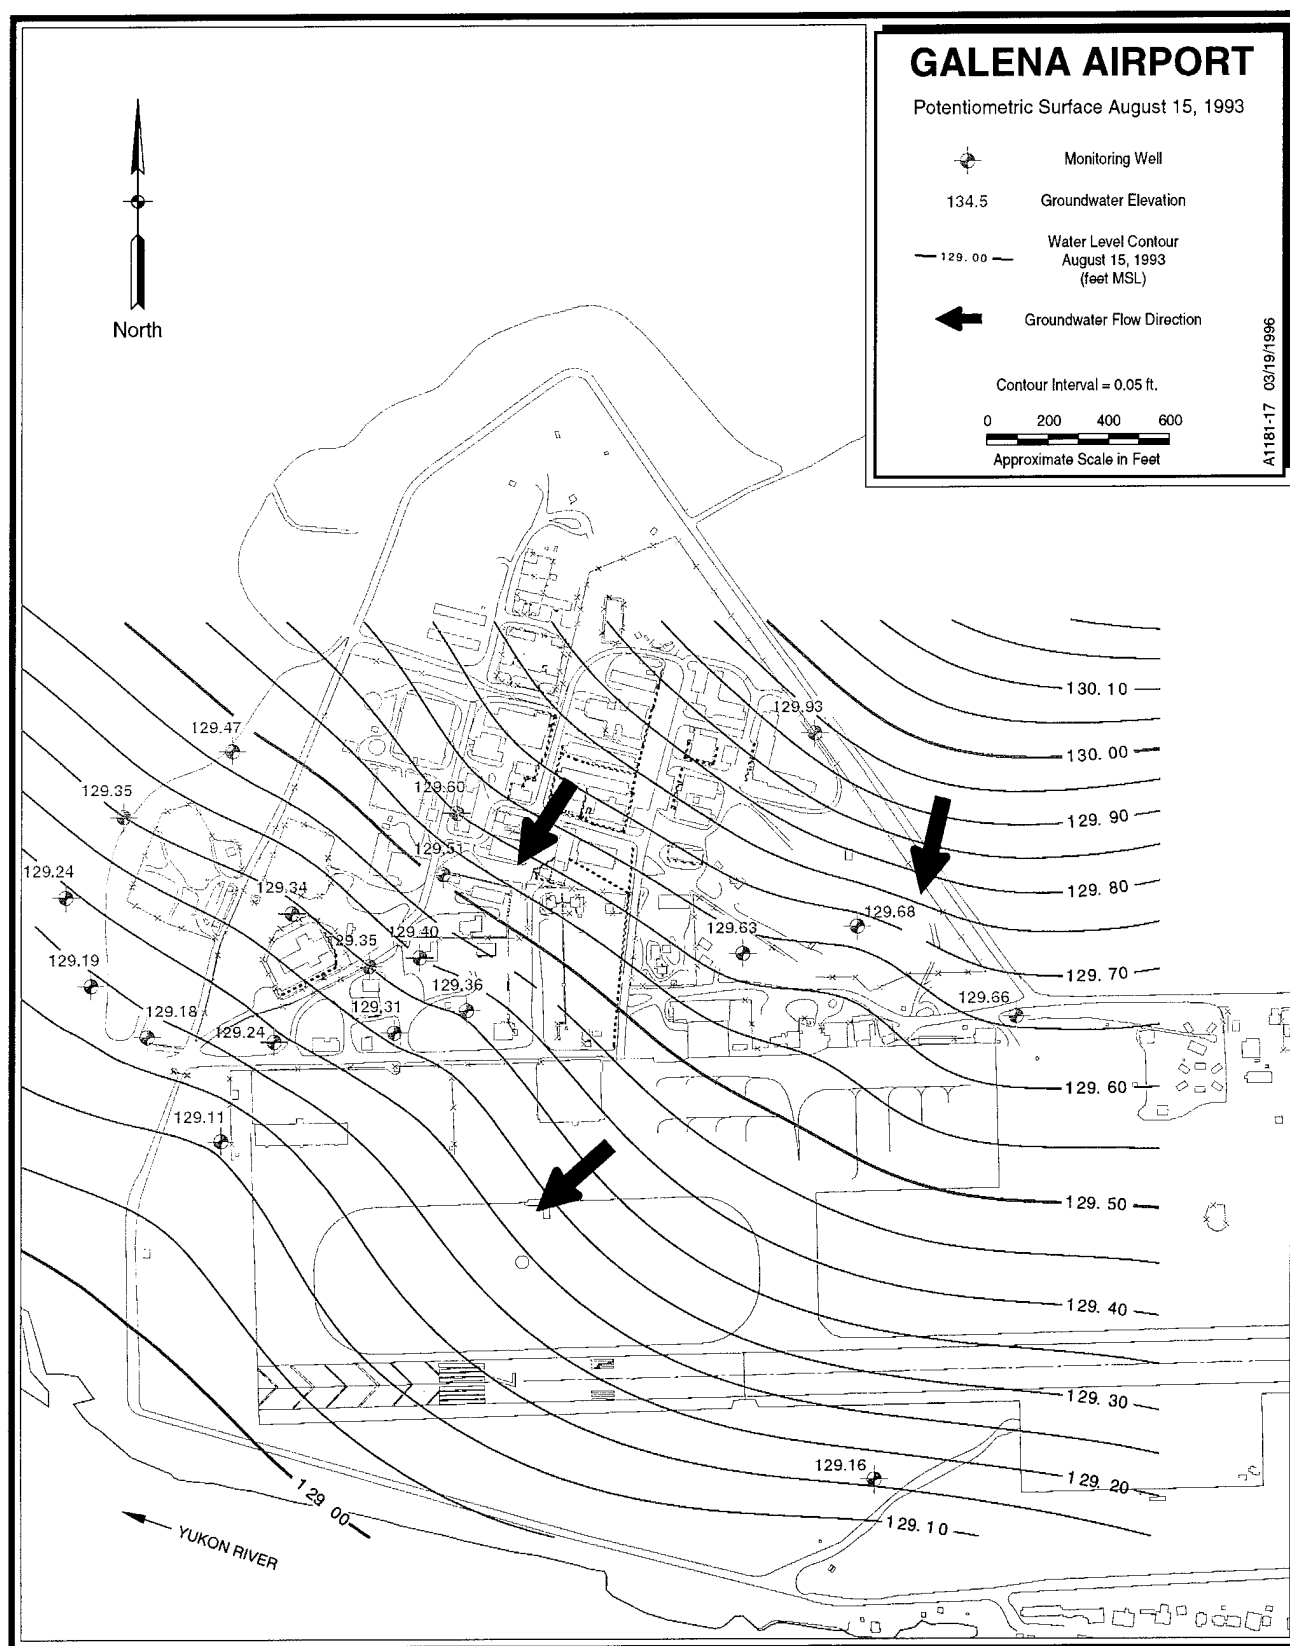 GALENA AIRPORT
Potentiometric Surface August 15, 1993
Monitoring Well
134.5 Groundwater Elevation
129.00 Water Level Contour
August 15, 1993
(feet MSL)
Groundwater Flow Direction
Contour Interval = 0.05 ft.
0 200 400 600
Approximate Scale in Feet
A1181-17 03/19/1996
North
130.10
129.93
129.47
130.00
129.35
129.60
129.90
129.51
129.24
129.34
129.80
129.68
129.63
129.40
29.35
129.70
129.19
129.36
129.66
129.18
129.31
129.24
129.60
129.11
129.50
129.40
129.30
129.16
129.20
129.00
129.10
YUKON RIVER